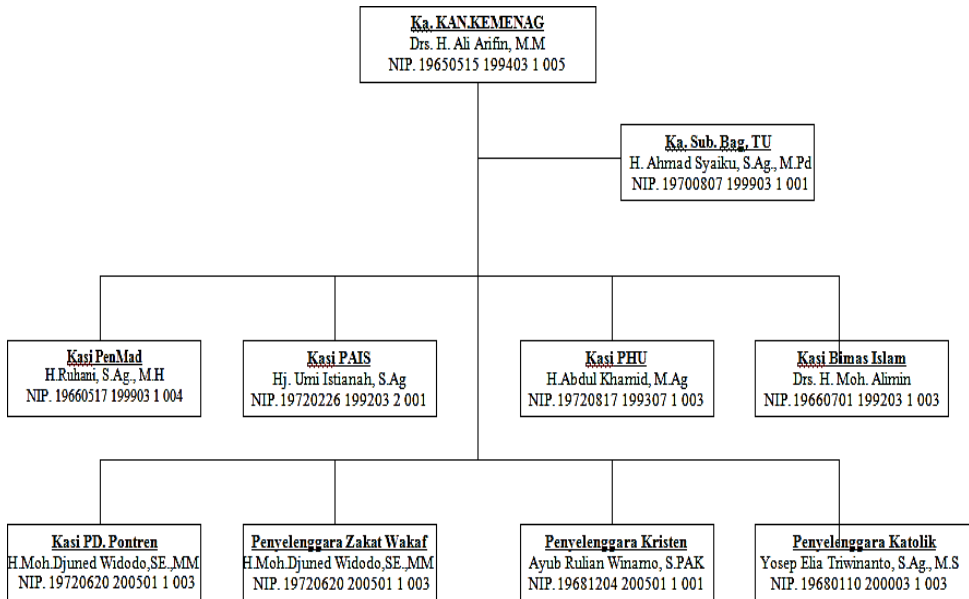 Ka. KAN.KEMENAG
Drs. H. Ali Arifin, M.M
NIP. 19650515 199403 1 005
Ka. Sub. Bag. TU
H. Ahmad Syaiku, S.Ag., M.Pd
NIP. 19700807 199903 1 001
Kasi PenMad
H.Ruhani, S.Ag., M.H
NIP. 19660517 199903 1 004
Kasi PAIS
Hj. Umi Istianah, S.Ag
NIP. 19720226 199203 2 001
Kasi PHU
H.Abdul Khamid, M.Ag
NIP. 19720817 199307 1 003
Kasi Bimas Islam
Drs. H. Moh. Alimin
NIP. 19660701 199203 1 003
Kasi PD. Pontren
H.Moh.Djuned Widodo,SE.,MM
NIP. 19720620 200501 1 003
Penyelenggara Zakat Wakaf
H.Moh.Djuned Widodo,SE.,MM
NIP. 19720620 200501 1 003
Penyelenggara Kristen
Ayub Rulian Winarno, S.PAK
NIP. 19681204 200501 1 001
Penyelenggara Katolik
Yosep Elia Triwinanto, S.Ag., M.S
NIP. 19680110 200003 1 003